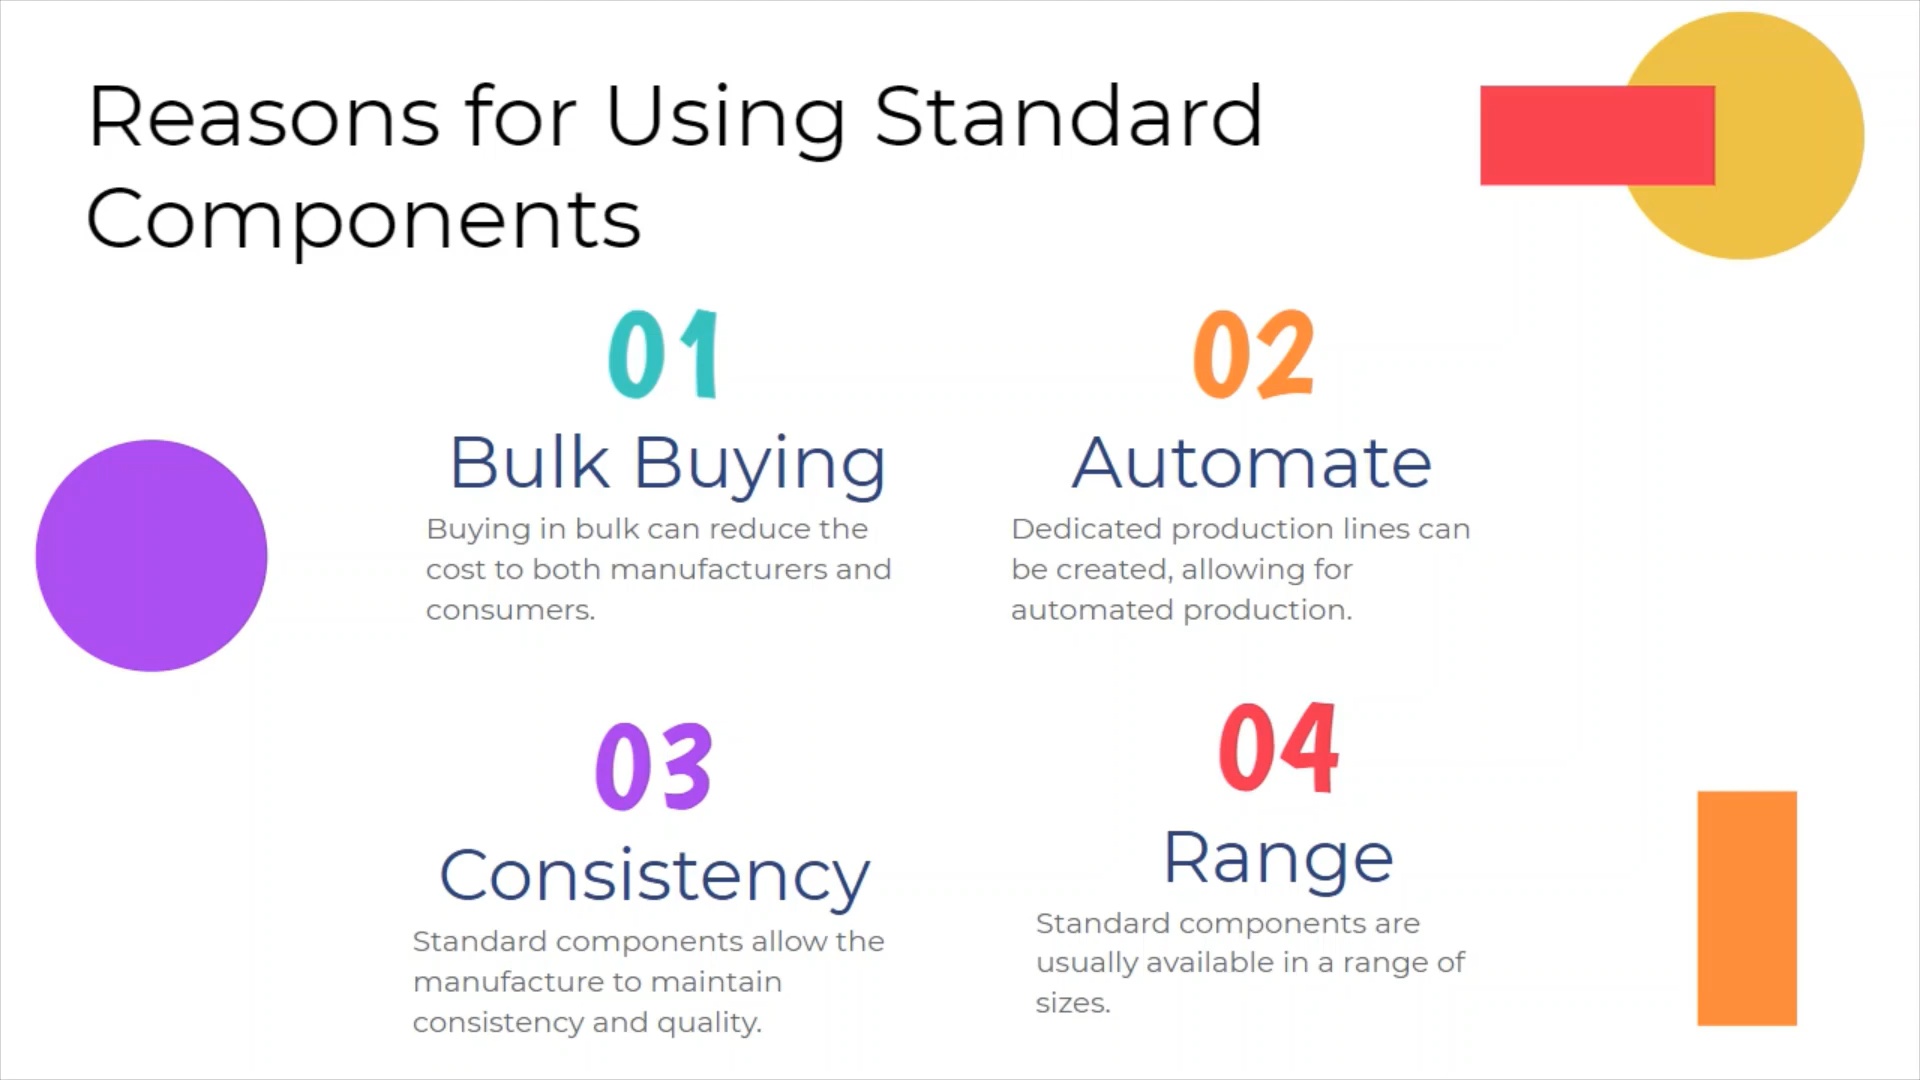 Reasons for Using Standard
Components
01
Bulk Buying
Buying in bulk can reduce the
cost to both manufacturers and
consumers.
02
Automate
Dedicated production lines can
be created, allowing for
automated production.
03
Consistency
Standard components allow the
manufacture to maintain
consistency and quality.
04
Range
Standard components are
usually available in a range of
sizes.